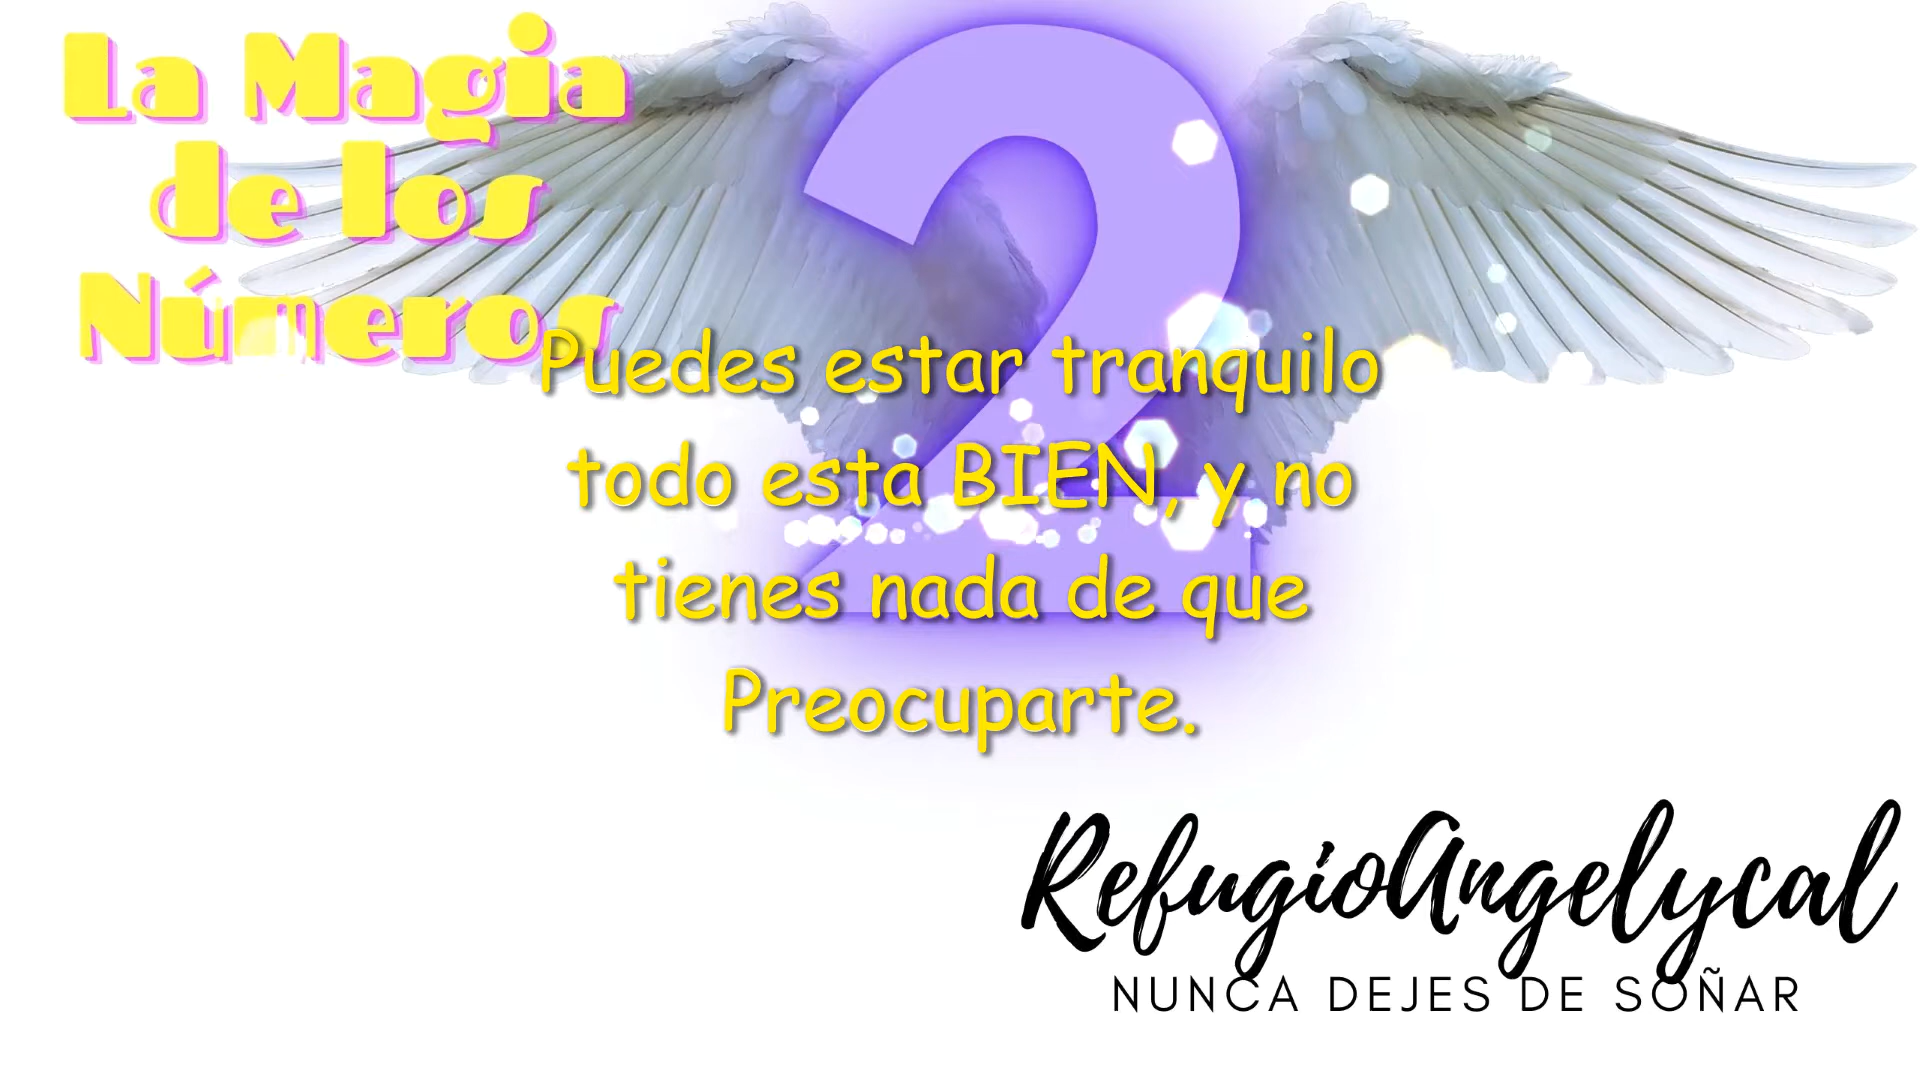 La Magia
de los
Números
2
Puedes estar tranquilo
todo esta BIEN, y no
tienes nada de que
Preocuparte.
RefugioAngelycal
NUNCA DEJES DE SOÑAR